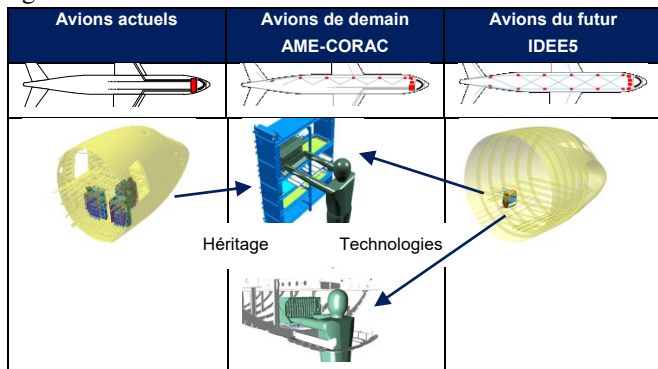 Avions actuels
Avions de demain
AME-CORAC
Avions du futur
IDEE5
Héritage
Technologies